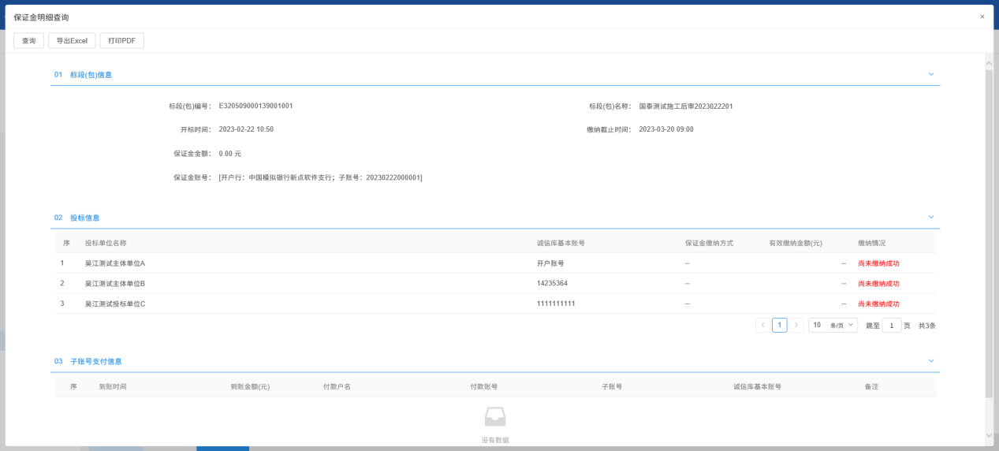 保证金明细查询 ×
查询 导出Excel 打印PDF
01 标段(包)信息
标段(包)编号： E320509000139001001 标段(包)名称： 国泰测试施工后审2023022201
开标时间： 2023-02-22 10:50 缴纳截止时间： 2023-03-20 09:00
保证金金额： 0.00 元
保证金账号： [开户行：中国模拟银行新点软件支行；子账号：20230222000001]
02 投标信息
序 投标单位名称 诚信库基本账号 保证金缴纳方式 有效缴纳金额(元) 缴纳情况
1 吴江测试主体单位A 开户账号 -- -- 尚未缴纳成功
2 吴江测试主体单位B 14235364 -- -- 尚未缴纳成功
3 吴江测试投标单位C 1111111111 -- -- 尚未缴纳成功
1 10 条/页 跳至 1 页 共3条
03 子账号支付信息
序 到账时间 到账金额(元) 付款户名 付款账号 子账号 诚信库基本账号 备注
没有数据